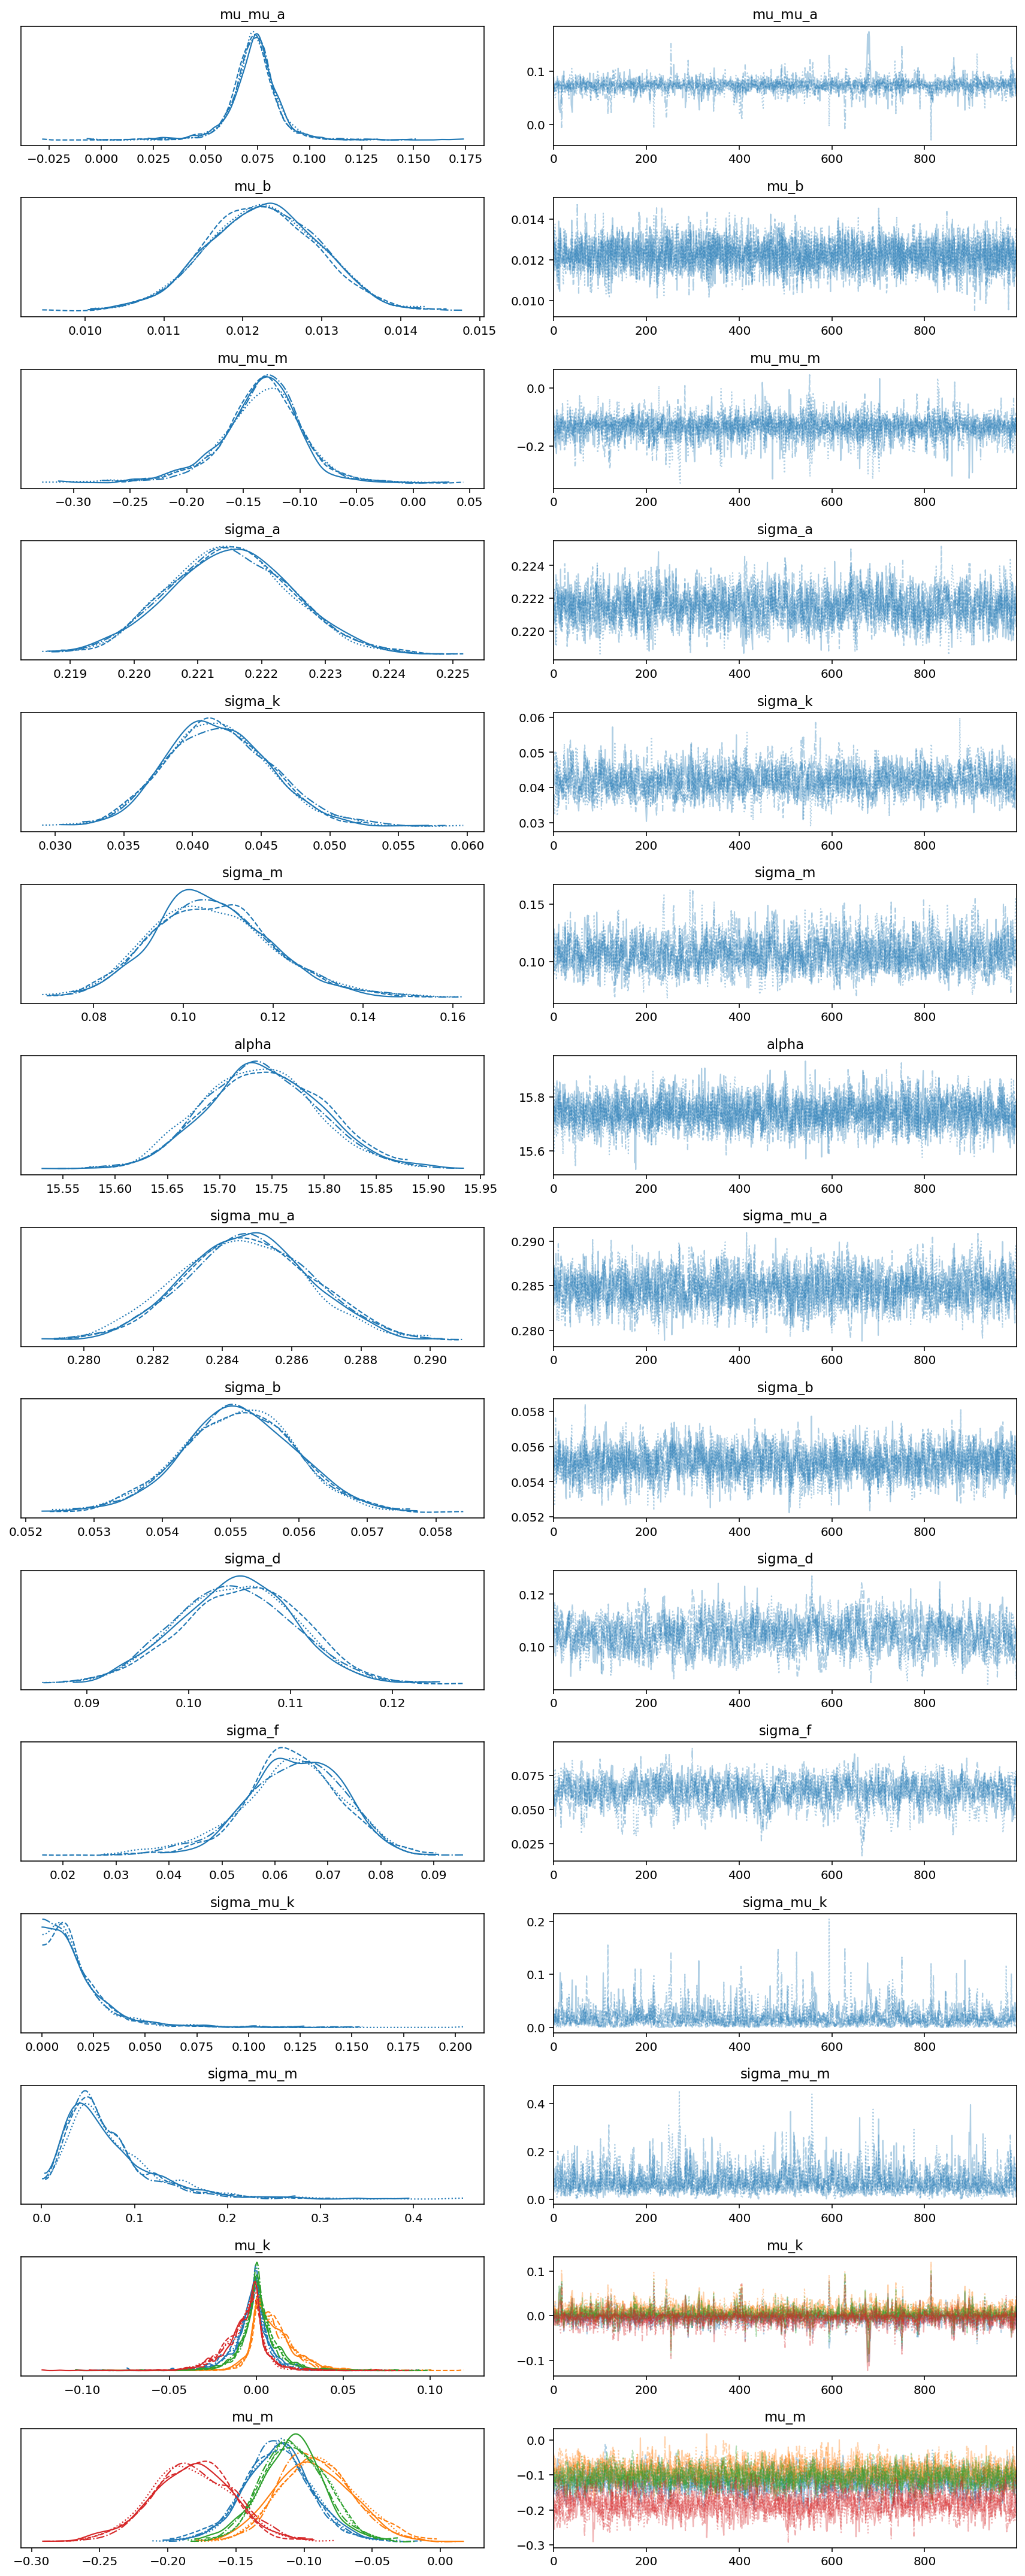 mu_mu_a mu_mu_a
0.1
0.0
−0.025 0.000 0.025 0.050 0.075 0.100 0.125 0.150 0.175 0 200 400 600 800
mu_b mu_b
0.014
0.012
0.010
0.010 0.011 0.012 0.013 0.014 0.015 0 200 400 600 800
mu_mu_m mu_mu_m
0.0
−0.2
−0.30 −0.25 −0.20 −0.15 −0.10 −0.05 0.00 0.05 0 200 400 600 800
sigma_a sigma_a
0.224
0.222
0.220
0.219 0.220 0.221 0.222 0.223 0.224 0.225 0 200 400 600 800
sigma_k sigma_k
0.06
0.05
0.04
0.03
0.030 0.035 0.040 0.045 0.050 0.055 0.060 0 200 400 600 800
sigma_m sigma_m
0.15
0.10
0.08 0.10 0.12 0.14 0.16 0 200 400 600 800
alpha alpha
15.8
15.6
15.55 15.60 15.65 15.70 15.75 15.80 15.85 15.90 15.95 0 200 400 600 800
sigma_mu_a sigma_mu_a
0.290
0.285
0.280
0.280 0.282 0.284 0.286 0.288 0.290 0 200 400 600 800
sigma_b sigma_b
0.058
0.056
0.054
0.052
0.052 0.053 0.054 0.055 0.056 0.057 0.058 0 200 400 600 800
sigma_d sigma_d
0.12
0.10
0.09 0.10 0.11 0.12 0 200 400 600 800
sigma_f sigma_f
0.075
0.050
0.025
0.02 0.03 0.04 0.05 0.06 0.07 0.08 0.09 0 200 400 600 800
sigma_mu_k sigma_mu_k
0.2
0.1
0.0
0.000 0.025 0.050 0.075 0.100 0.125 0.150 0.175 0.200 0 200 400 600 800
sigma_mu_m sigma_mu_m
0.4
0.2
0.0
0.0 0.1 0.2 0.3 0.4 0 200 400 600 800
mu_k mu_k
0.1
0.0
−0.1
−0.10 −0.05 0.00 0.05 0.10 0 200 400 600 800
mu_m mu_m
0.0
−0.1
−0.2
−0.3
−0.30 −0.25 −0.20 −0.15 −0.10 −0.05 0.00 0 200 400 600 800